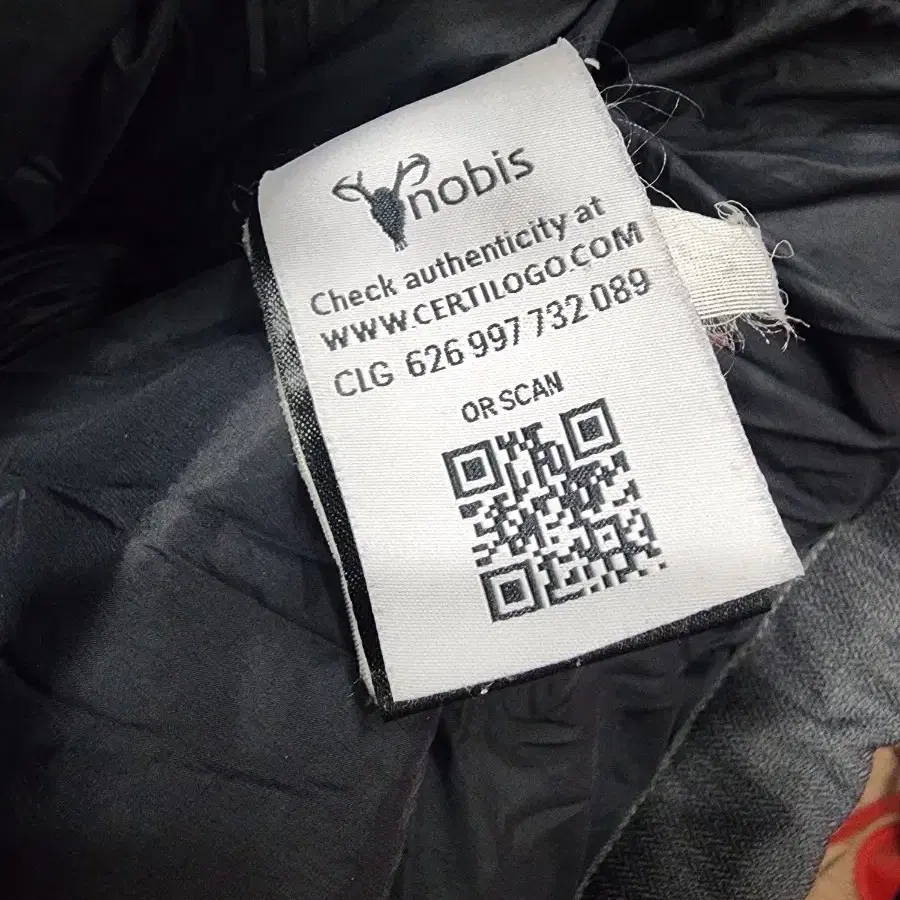 nobis
Check authenticity at
WWW.CERTILOGO.COM
CLG 626 997 732 089
OR SCAN